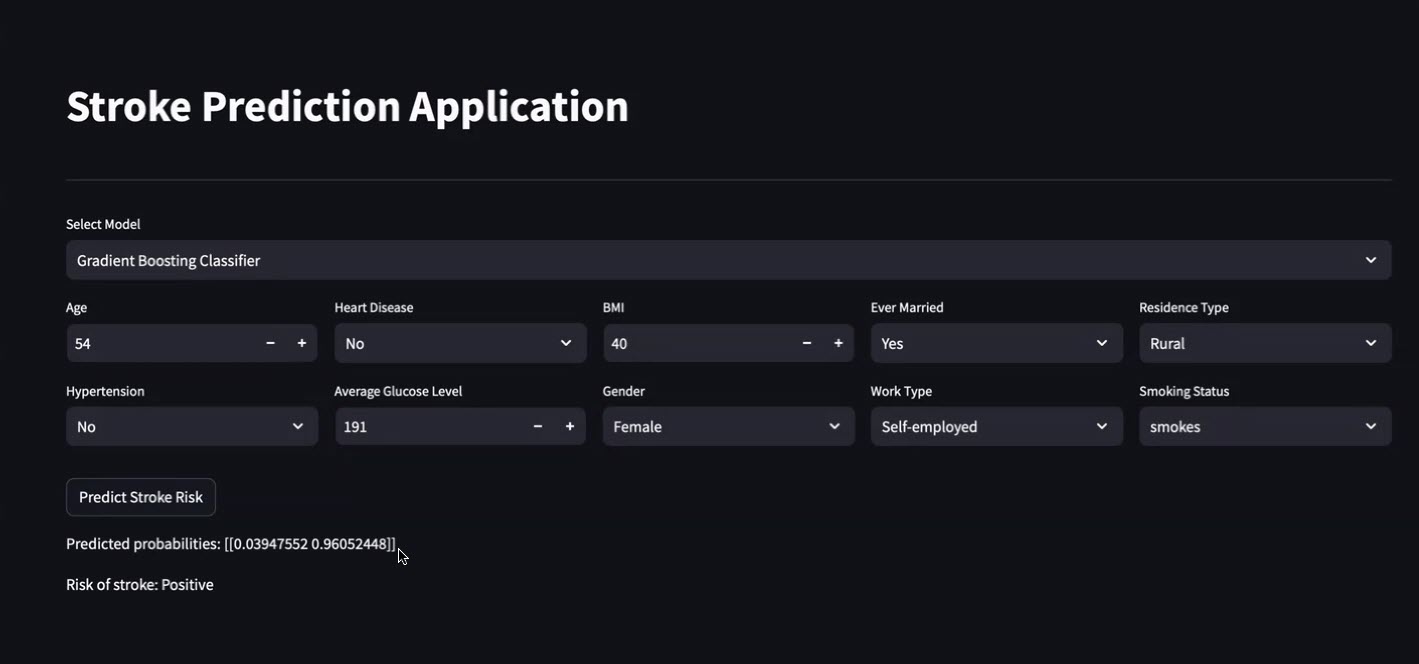 Stroke Prediction Application
Select Model
Gradient Boosting Classifier
Age Heart Disease BMI Ever Married Residence Type
54 − + No 40 − + Yes Rural
Hypertension Average Glucose Level Gender Work Type Smoking Status
No 191 − + Female Self-employed smokes
Predict Stroke Risk
Predicted probabilities: [[0.03947552 0.96052448]]
Risk of stroke: Positive